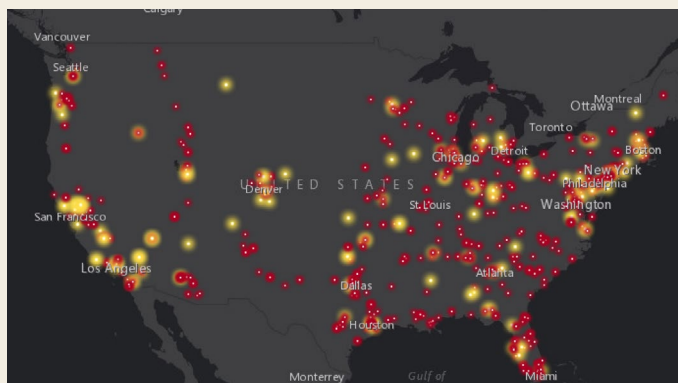 Calgary
Vancouver
Seattle
Ottawa
Montreal
Toronto
Boston
Detroit
Chicago
New York
Philadelphia
UNITED STATES
Denver
Washington
St. Louis
San Francisco
Los Angeles
Atlanta
Dallas
Houston
Monterrey
Gulf of
Miami